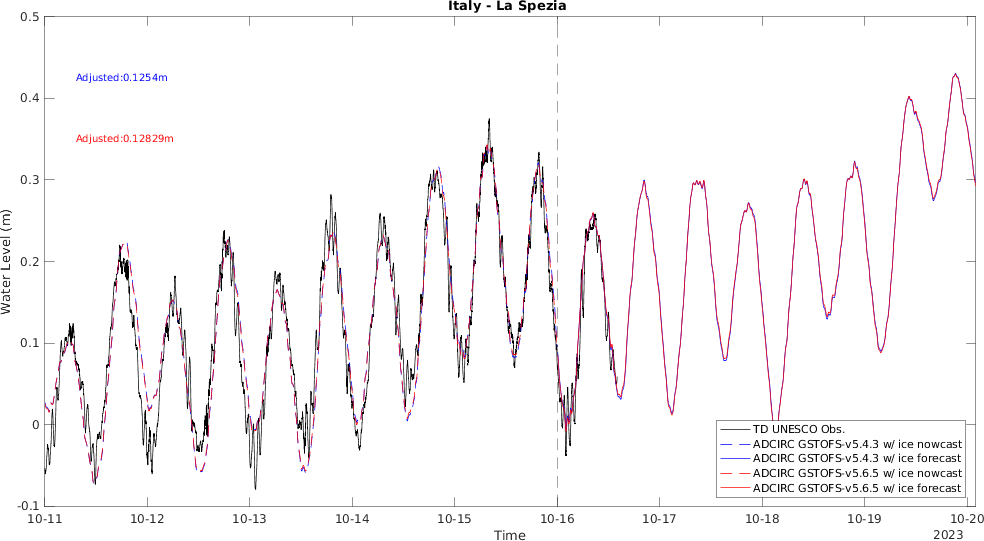 Italy - La Spezia
0.5
0.4
0.3
0.2
0.1
0
-0.1
Water Level (m)
Adjusted:0.1254m
Adjusted:0.12829m
TD UNESCO Obs.
ADCIRC GSTOFS-v5.4.3 w/ ice nowcast
ADCIRC GSTOFS-v5.4.3 w/ ice forecast
ADCIRC GSTOFS-v5.6.5 w/ ice nowcast
ADCIRC GSTOFS-v5.6.5 w/ ice forecast
10-11 10-12 10-13 10-14 10-15 10-16 10-17 10-18 10-19 10-20
Time
2023